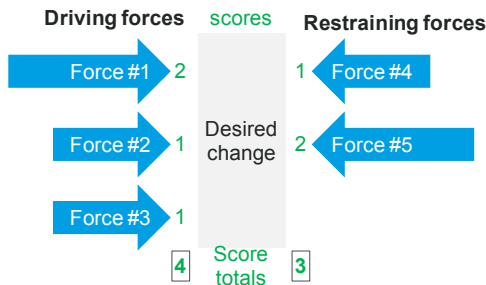 Driving forces scores Restraining forces
Force #1 2 1 Force #4
Force #2 1 Desired change 2 Force #5
Force #3 1
4 Score totals 3